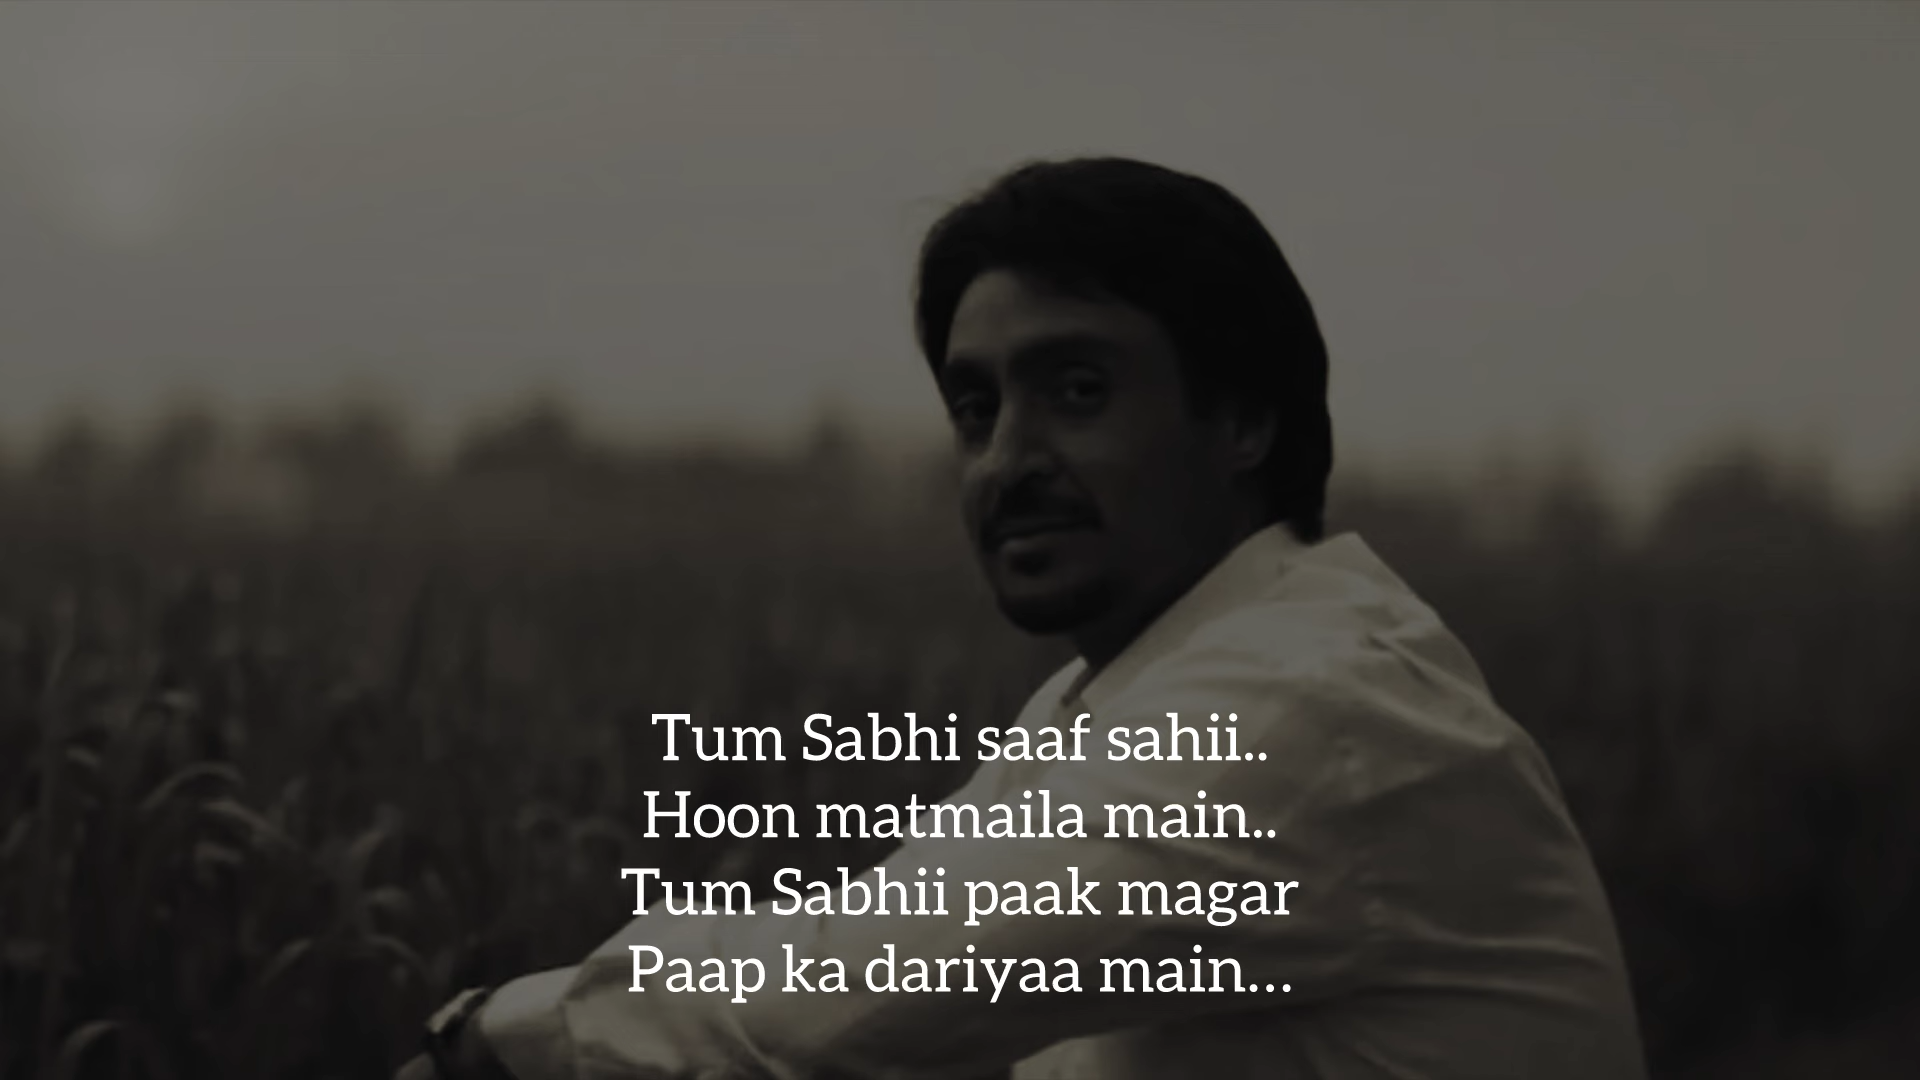 Tum Sabhi saaf sahii..
Hoon matmaila main..
Tum Sabhii paak magar
Paap ka dariyaa main...